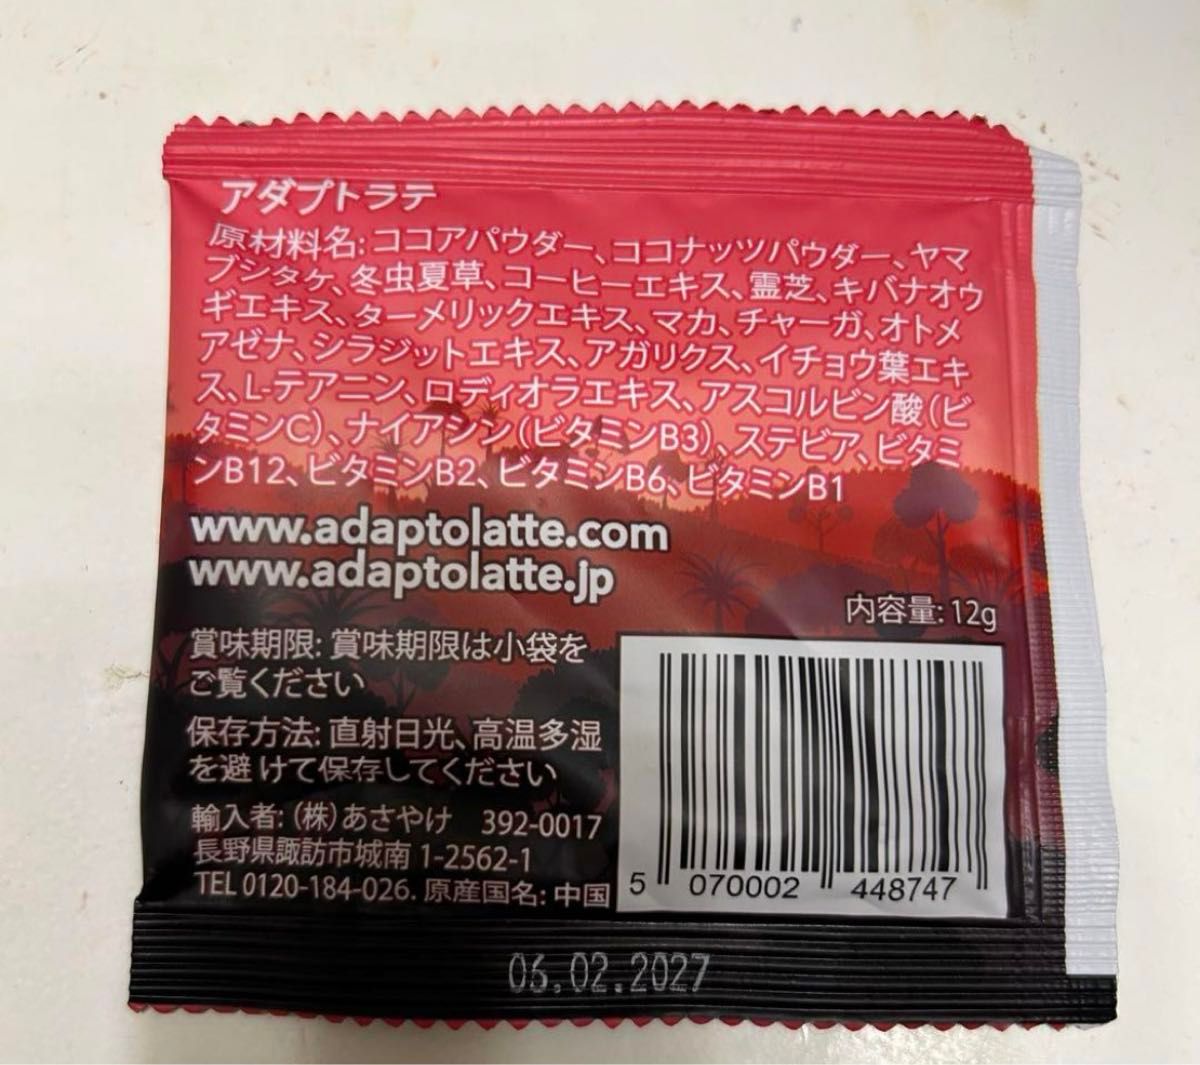 アダプトラテ
原材料名: ココアパウダー、ココナッツパウダー、ヤマ
ブシタケ、冬虫夏草、コーヒーエキス、霊芝、キバナオウ
ギエキス、ターメリックエキス、マカ、チャーガ、オトメ
アゼナ、シラジットエキス、アガリクス、イチョウ葉エキ
ス、L-テアニン、ロディオラエキス、アスコルビン酸（ビ
タミンC）、ナイアシン（ビタミンB3）、ステビア、ビタミ
ンB12、ビタミンB2、ビタミンB6、ビタミンB1
www.adaptolatte.com
www.adaptolatte.jp
内容量: 12g
賞味期限: 賞味期限は小袋を
ご覧ください
保存方法: 直射日光、高温多湿
を避けて保存してください
輸入者:（株）あさやけ 392-0017
長野県諏訪市城南 1-2562-1
TEL 0120-184-026. 原産国名: 中国
5 070002 448747
06.02.2027